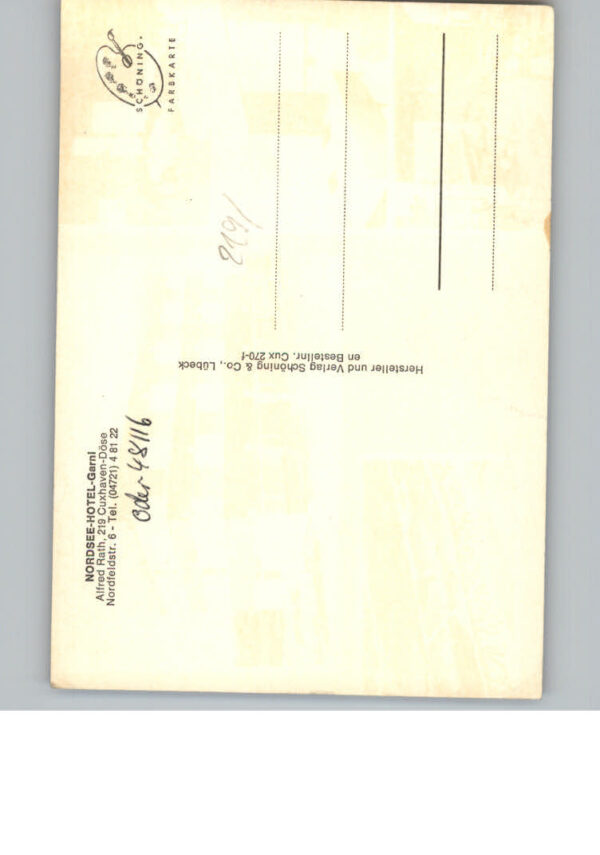 NORDSEE-HOTEL-Garni
Alfred Rath, 219 Cuxhaven-Döse
Nordfeldstr. 6 - Tel. (04721) 4 81 22
oder 48116
SCHÖNING.
FARBKARTE
Hersteller und Verlag Schöning & Co., Lübeck
en Bestellnr. Cux 270-f